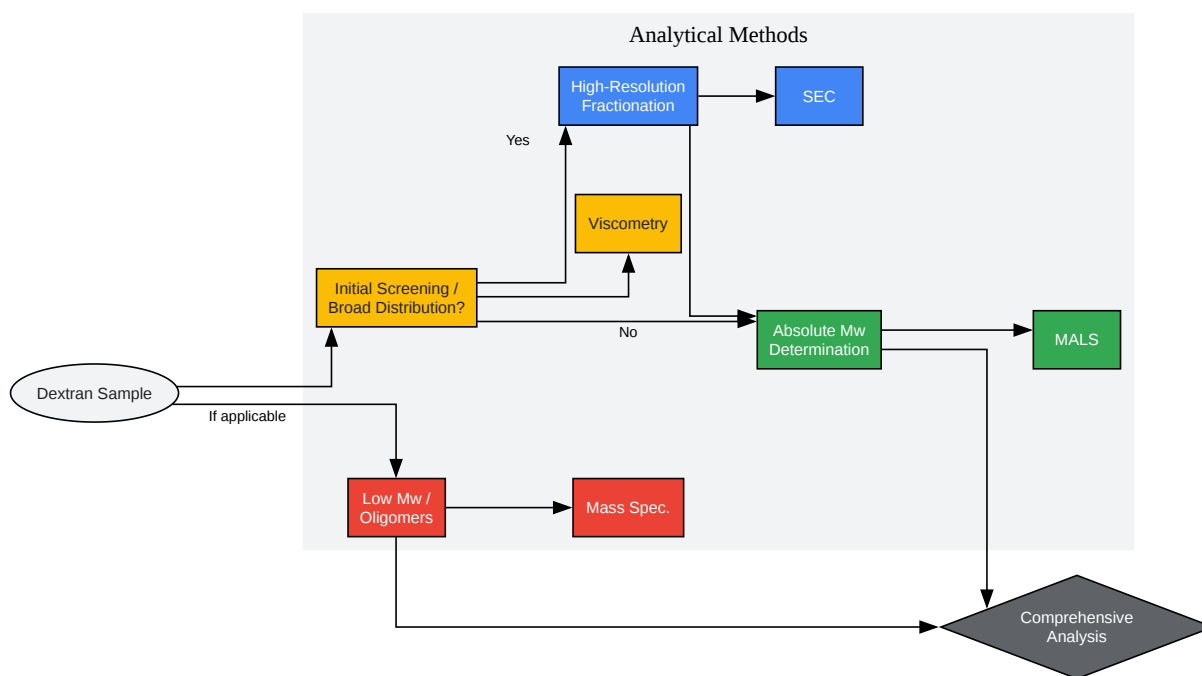 Analytical Methods
High-Resolution
Fractionation
SEC
Yes
Viscometry
Initial Screening /
Broad Distribution?
No
Absolute Mw
Determination
MALS
Dextran Sample
If applicable
Low Mw /
Oligomers
Mass Spec.
Comprehensive
Analysis